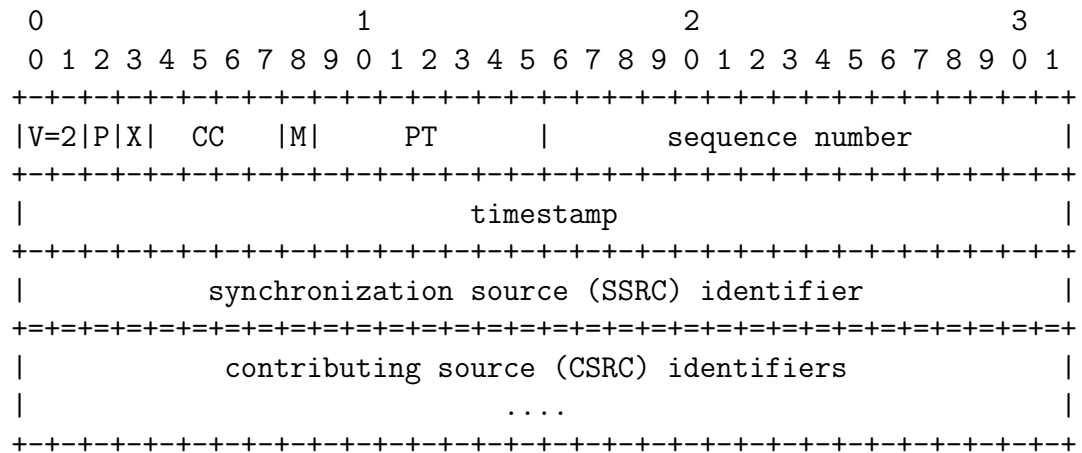 0                   1                   2                   3
 0 1 2 3 4 5 6 7 8 9 0 1 2 3 4 5 6 7 8 9 0 1 2 3 4 5 6 7 8 9 0 1
+-+-+-+-+-+-+-+-+-+-+-+-+-+-+-+-+-+-+-+-+-+-+-+-+-+-+-+-+-+-+-+-+
|V=2|P|X|  CC   |M|     PT      |       sequence number         |
+-+-+-+-+-+-+-+-+-+-+-+-+-+-+-+-+-+-+-+-+-+-+-+-+-+-+-+-+-+-+-+-+
|                           timestamp                           |
+-+-+-+-+-+-+-+-+-+-+-+-+-+-+-+-+-+-+-+-+-+-+-+-+-+-+-+-+-+-+-+-+
|           synchronization source (SSRC) identifier            |
+=+=+=+=+=+=+=+=+=+=+=+=+=+=+=+=+=+=+=+=+=+=+=+=+=+=+=+=+=+=+=+=+
|            contributing source (CSRC) identifiers             |
|                             ....                              |
+-+-+-+-+-+-+-+-+-+-+-+-+-+-+-+-+-+-+-+-+-+-+-+-+-+-+-+-+-+-+-+-+